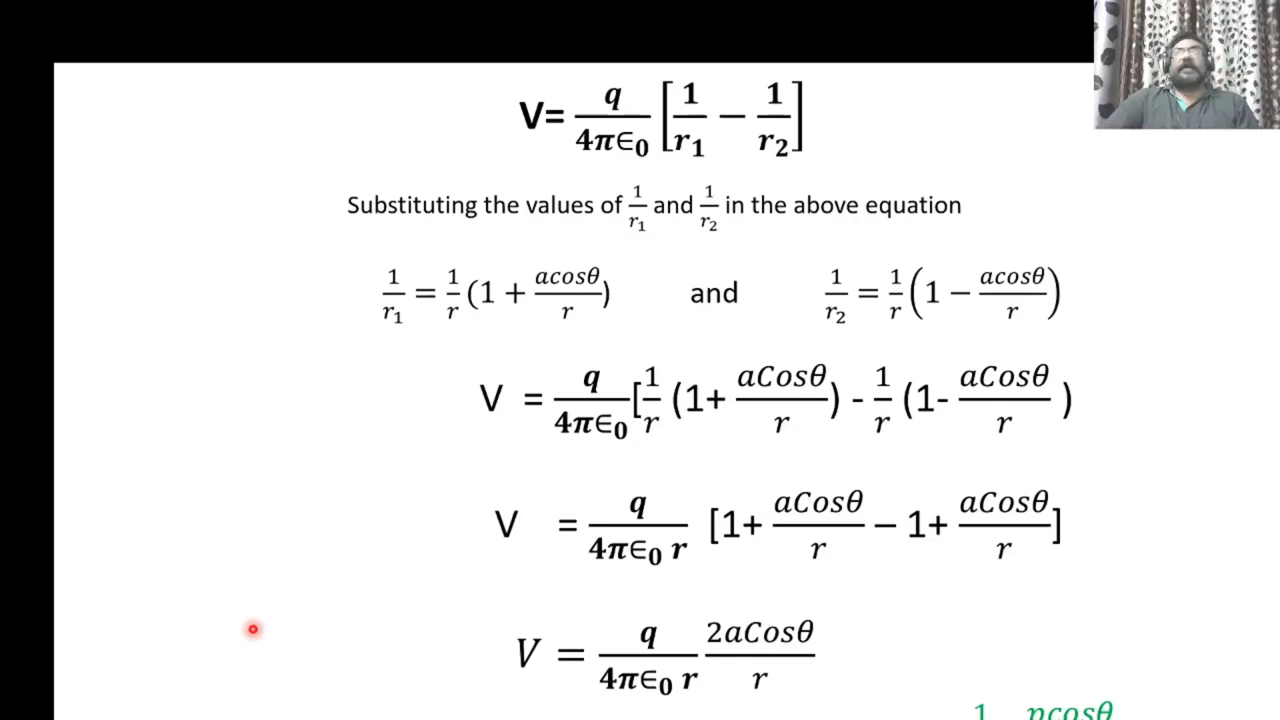 V= q/4π∈₀ [1/r₁ − 1/r₂]
Substituting the values of 1/r₁ and 1/r₂ in the above equation
1/r₁ = 1/r (1 + acosθ/r) and 1/r₂ = 1/r (1 − acosθ/r)
V = q/4π∈₀ [1/r (1+ aCosθ/r) - 1/r (1- aCosθ/r )
V = q/4π∈₀ r [1+ aCosθ/r − 1+ aCosθ/r]
V = q/4π∈₀ r 2aCosθ/r
1 pcosθ